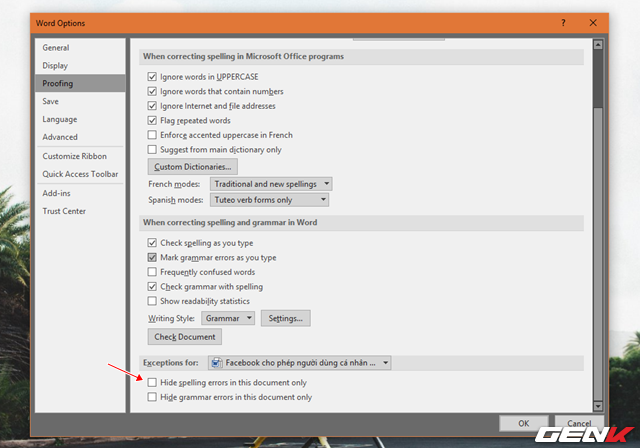 Word Options
?
General
Display
Proofing
Save
Language
Advanced
Customize Ribbon
Quick Access Toolbar
Add-ins
Trust Center
When correcting spelling in Microsoft Office programs
Ignore words in UPPERCASE
Ignore words that contain numbers
Ignore Internet and file addresses
Flag repeated words
Enforce accented uppercase in French
Suggest from main dictionary only
Custom Dictionaries...
French modes: Traditional and new spellings
Spanish modes: Tuteo verb forms only
When correcting spelling and grammar in Word
Check spelling as you type
Mark grammar errors as you type
Frequently confused words
Check grammar with spelling
Show readability statistics
Writing Style: Grammar Settings...
Check Document
Exceptions for: Facebook cho phép người dùng cá nhân ...
Hide spelling errors in this document only
Hide grammar errors in this document only
OK Cancel
GENK